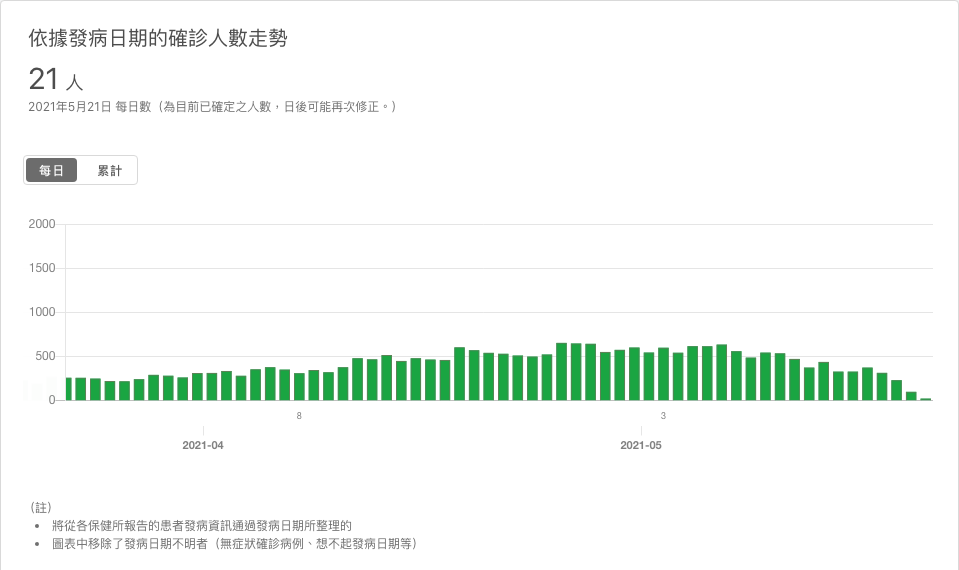 依據發病日期的確診人數走勢
21 人
2021年5月21日 每日數（為目前已確定之人數，日後可能再次修正。）
每日 累計
2000
1500
1000
500
0
8 3
2021-04 2021-05
（註）
• 將從各保健所報告的患者發病資訊通過發病日期所整理的
• 圖表中移除了發病日期不明者（無症狀確診病例、想不起發病日期等）